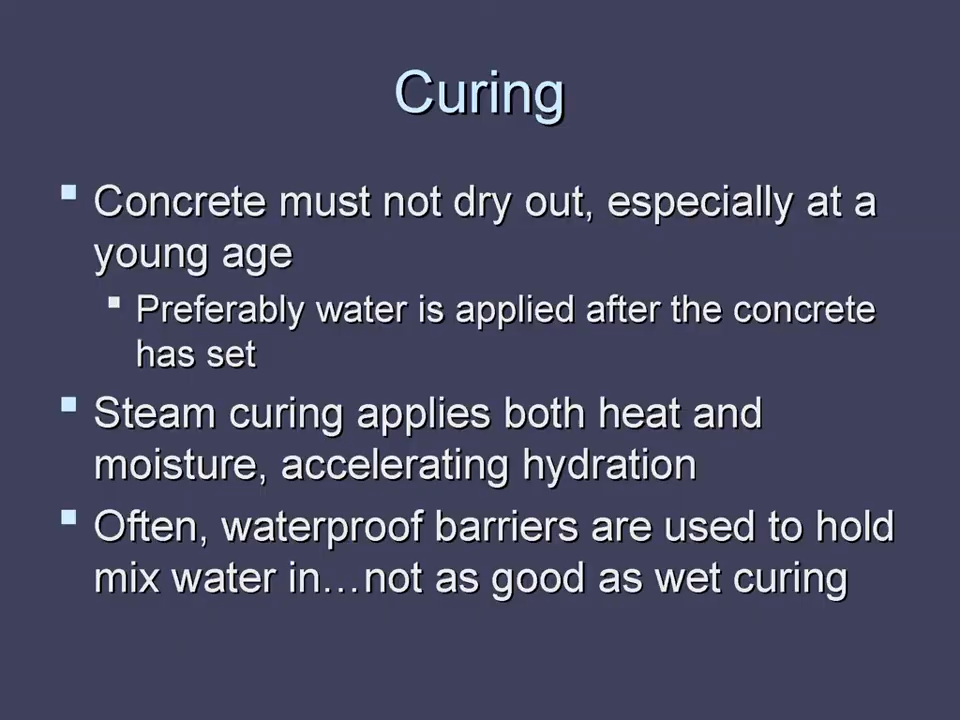 Curing
Concrete must not dry out, especially at a
young age
Preferably water is applied after the concrete
has set
Steam curing applies both heat and
moisture, accelerating hydration
Often, waterproof barriers are used to hold
mix water in…not as good as wet curing